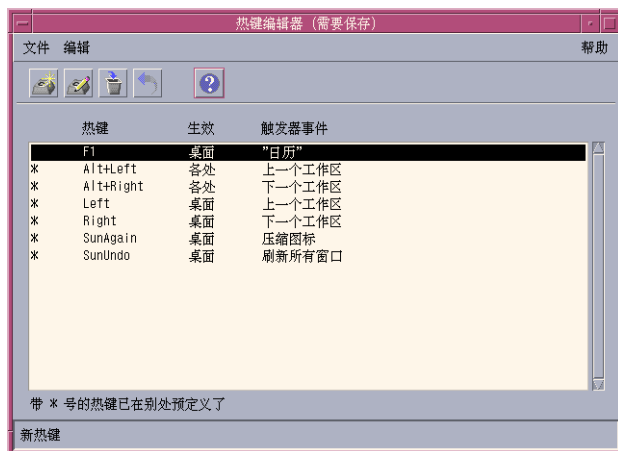 热键编辑器（需要保存）
文件 编辑 帮助
热键 生效 触发器事件
F1 桌面 "日历"
* Alt+Left 各处 上一个工作区
* Alt+Right 各处 下一个工作区
* Left 桌面 上一个工作区
* Right 桌面 下一个工作区
* SunAgain 桌面 压缩图标
* SunUndo 桌面 刷新所有窗口
带 * 号的热键已在别处预定义了
新热键